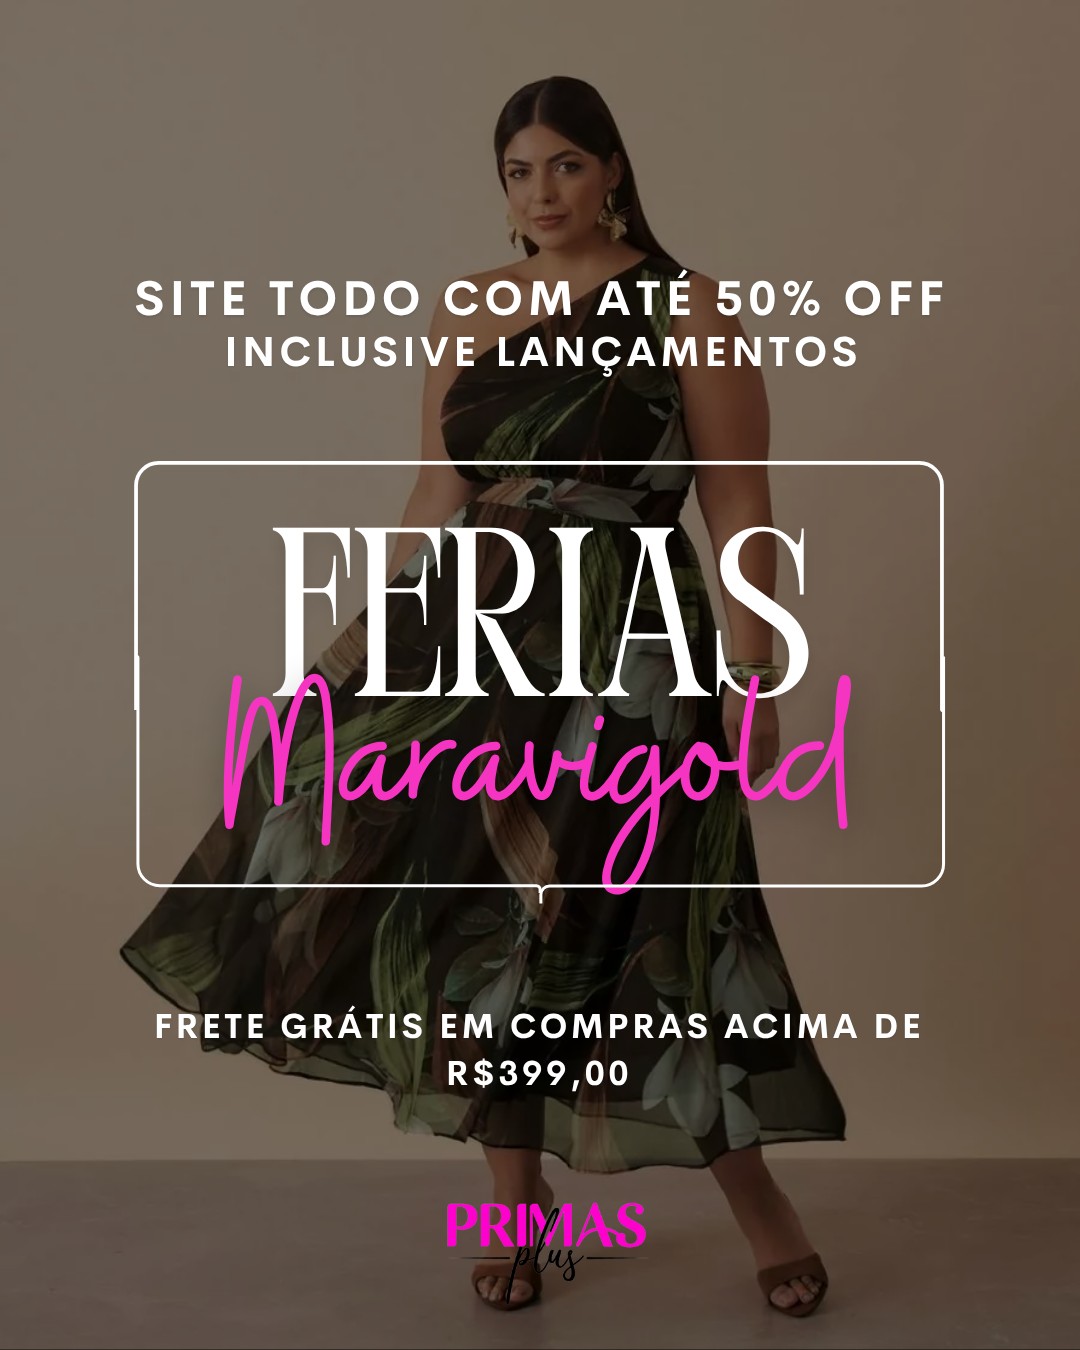 SITE TODO COM ATÉ 50% OFF
INCLUSIVE LANÇAMENTOS
FERIAS
Maravigold
FRETE GRÁTIS EM COMPRAS ACIMA DE
R$399,00
PRIMAS
plus